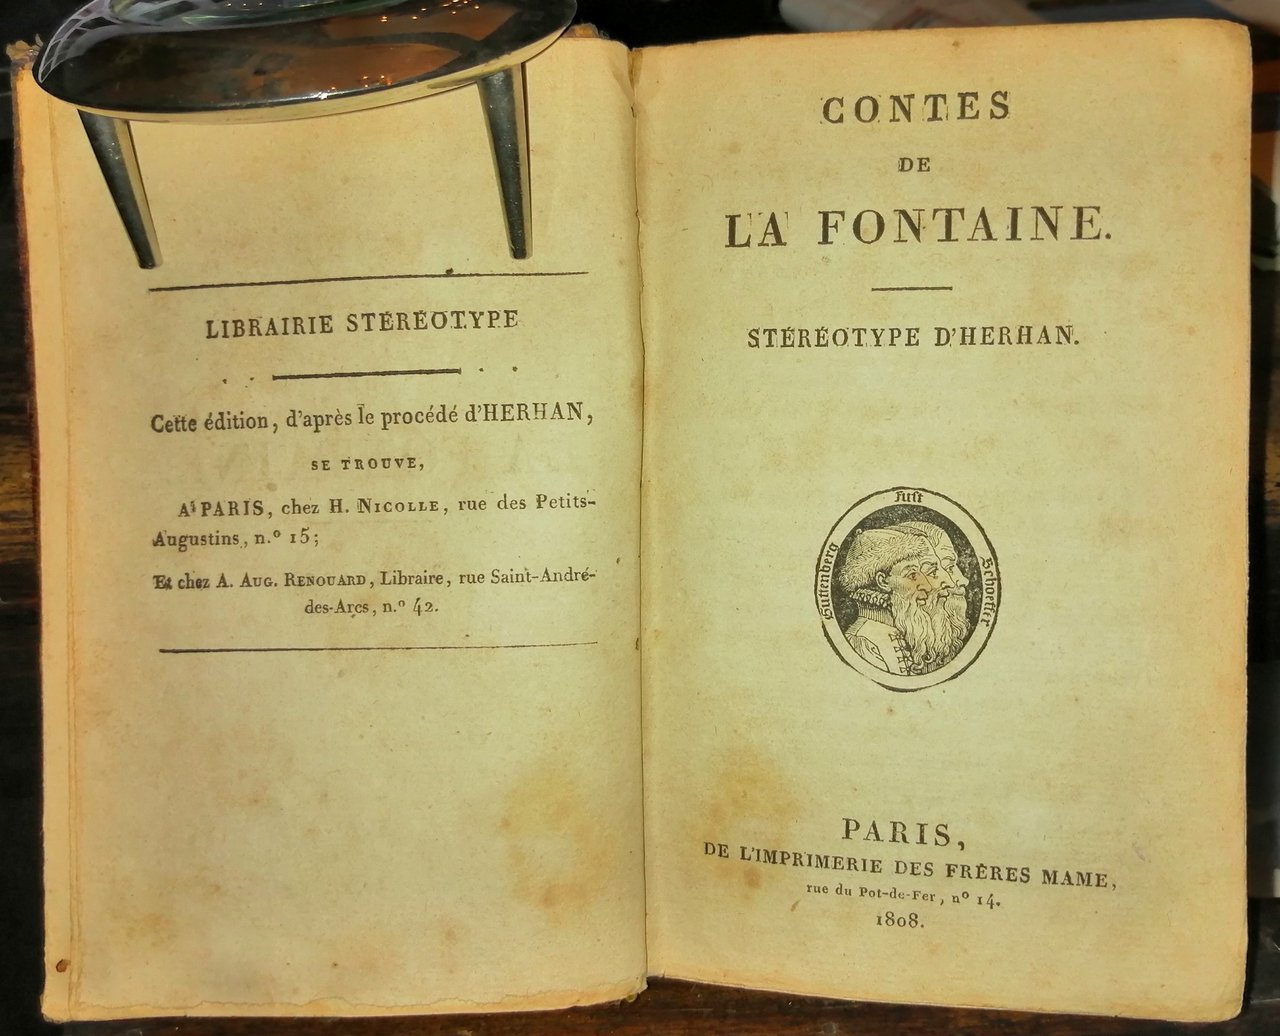 LIBRAIRIE STÉRÉOTYPE
Cette édition, d'après le procédé d'HERHAN,
SE TROUVE,
A PARIS, chez H. NICOLLE, rue des Petits-
Augustins, n.º 15;
Et chez A. AUG. RENOUARD, Libraire, rue Saint-André-
des-Arcs, n.º 42.
CONTES
DE
LA FONTAINE.
STÉRÉOTYPE D'HERHAN.
Fust
Guttenberg
Schoeffer
PARIS,
DE L'IMPRIMERIE DES FRÈRES MAME,
rue du Pot-de-Fer, nº 14.
1808.